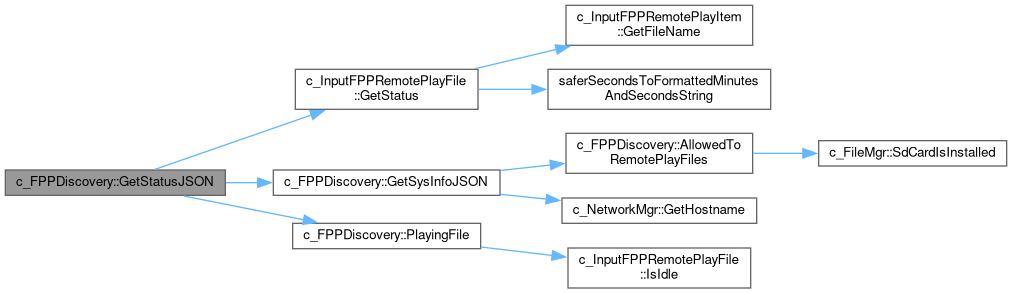 c_FPPDiscovery::GetStatusJSON
c_InputFPPRemotePlayFile
::GetStatus
c_InputFPPRemotePlayItem
::GetFileName
saferSecondsToFormattedMinutes
AndSecondsString
c_FPPDiscovery::GetSysInfoJSON
c_FPPDiscovery::AllowedTo
RemotePlayFiles
c_FileMgr::SdCardIsInstalled
c_NetworkMgr::GetHostname
c_FPPDiscovery::PlayingFile
c_InputFPPRemotePlayFile
::IsIdle